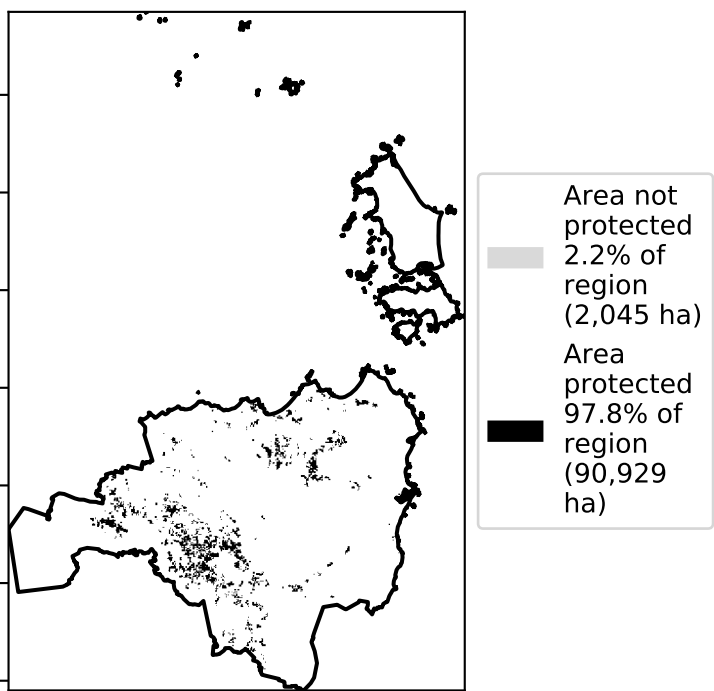 Area not
protected
2.2% of
region
(2,045 ha)
Area
protected
97.8% of
region
(90,929
ha)